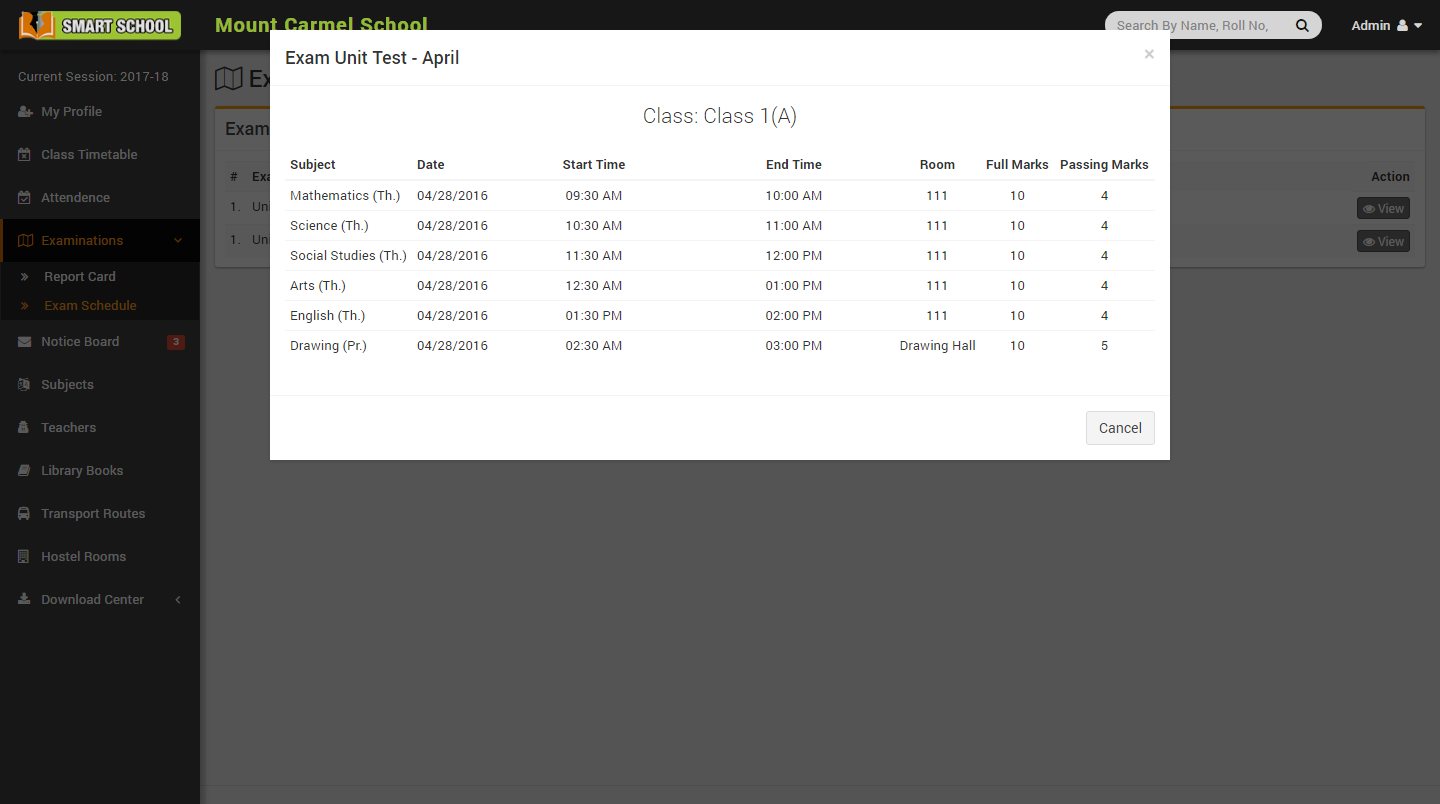 SMART SCHOOL
Mount Carmel School
Search By Name, Roll No,
Admin
Current Session: 2017-18
My Profile
Class Timetable
Attendence
Examinations
Report Card
Exam Schedule
Notice Board 3
Subjects
Teachers
Library Books
Transport Routes
Hostel Rooms
Download Center
Exam
#
Action
1.
View
1.
View
Exam Unit Test - April ×
Class: Class 1(A)
Subject Date Start Time End Time Room Full Marks Passing Marks
Mathematics (Th.) 04/28/2016 09:30 AM 10:00 AM 111 10 4
Science (Th.) 04/28/2016 10:30 AM 11:00 AM 111 10 4
Social Studies (Th.) 04/28/2016 11:30 AM 12:00 PM 111 10 4
Arts (Th.) 04/28/2016 12:30 AM 01:00 PM 111 10 4
English (Th.) 04/28/2016 01:30 PM 02:00 PM 111 10 4
Drawing (Pr.) 04/28/2016 02:30 AM 03:00 PM Drawing Hall 10 5
Cancel